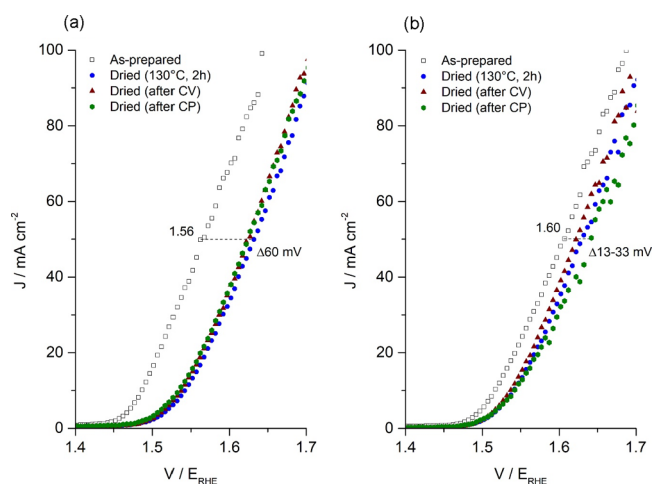 (a)
100
80
60
40
20
0
J / mA cm-2
As-prepared
Dried (130°C, 2h)
Dried (after CV)
Dried (after CP)
1.56
Δ60 mV
1.4
1.5
1.6
1.7
V / ERHE
(b)
100
80
60
40
20
0
J / mA cm-2
As-prepared
Dried (130°C, 2h)
Dried (after CV)
Dried (after CP)
1.60
Δ13-33 mV
1.4
1.5
1.6
1.7
V / ERHE